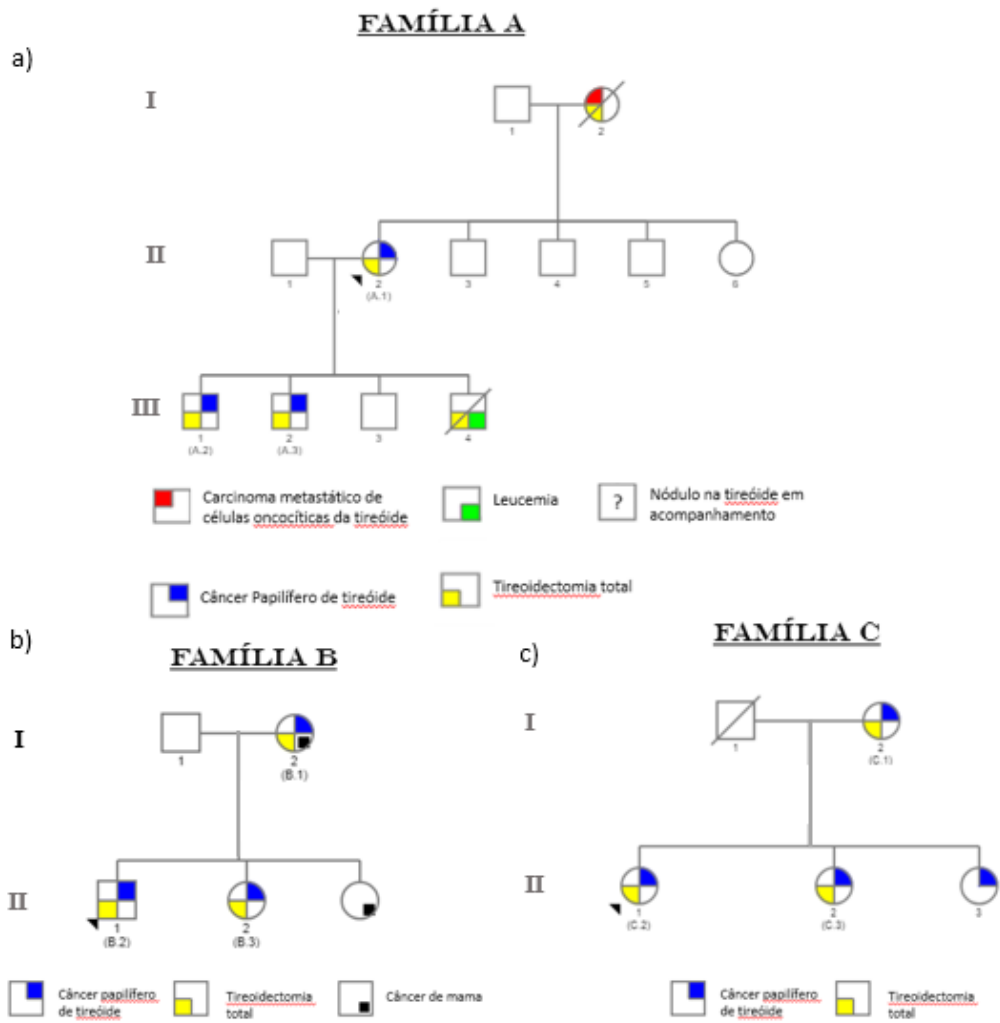 FAMÍLIA A
a)
I
1
2
II
1
2
(A.1)
3
4
5
6
III
1
(A.2)
2
(A.3)
3
4
Carcinoma metastático de
células oncocíticas da tireóide
Leucemia
?
Nódulo na tireóide em
acompanhamento
Câncer Papilífero de tireóide
Tireoidectomia total
b)
FAMÍLIA B
I
1
2
(B.1)
II
1
(B.2)
2
(B.3)
Câncer papilífero
de tireóide
Tireoidectomia
total
Câncer de mama
c)
FAMÍLIA C
I
1
2
(C.1)
II
1
(C.2)
2
(C.3)
3
Câncer papilífero
de tireóide
Tireoidectomia
total